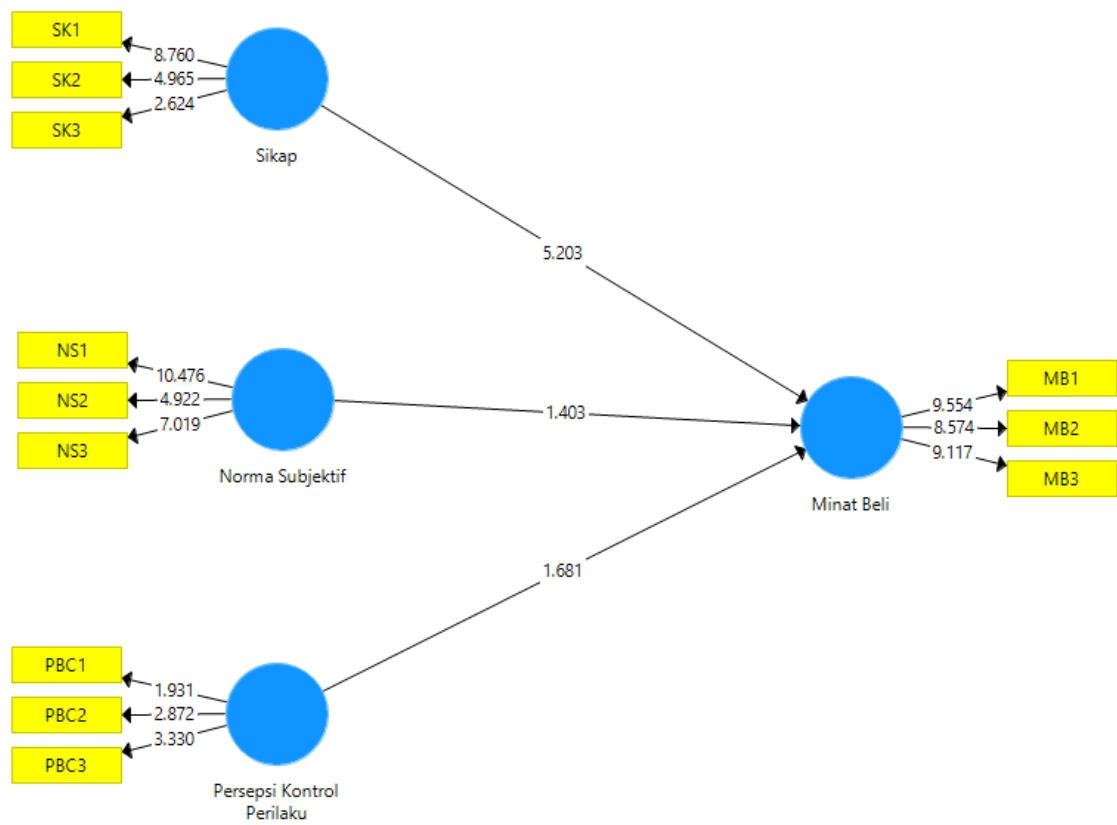 SK1
8.760
SK2
4.965
SK3
2.624
Sikap
5.203
NS1
10.476
NS2
4.922
NS3
7.019
Norma Subjektif
1.403
MB1
9.554
MB2
8.574
MB3
9.117
Minat Beli
1.681
PBC1
1.931
PBC2
2.872
PBC3
3.330
Persepsi Kontrol
Perilaku